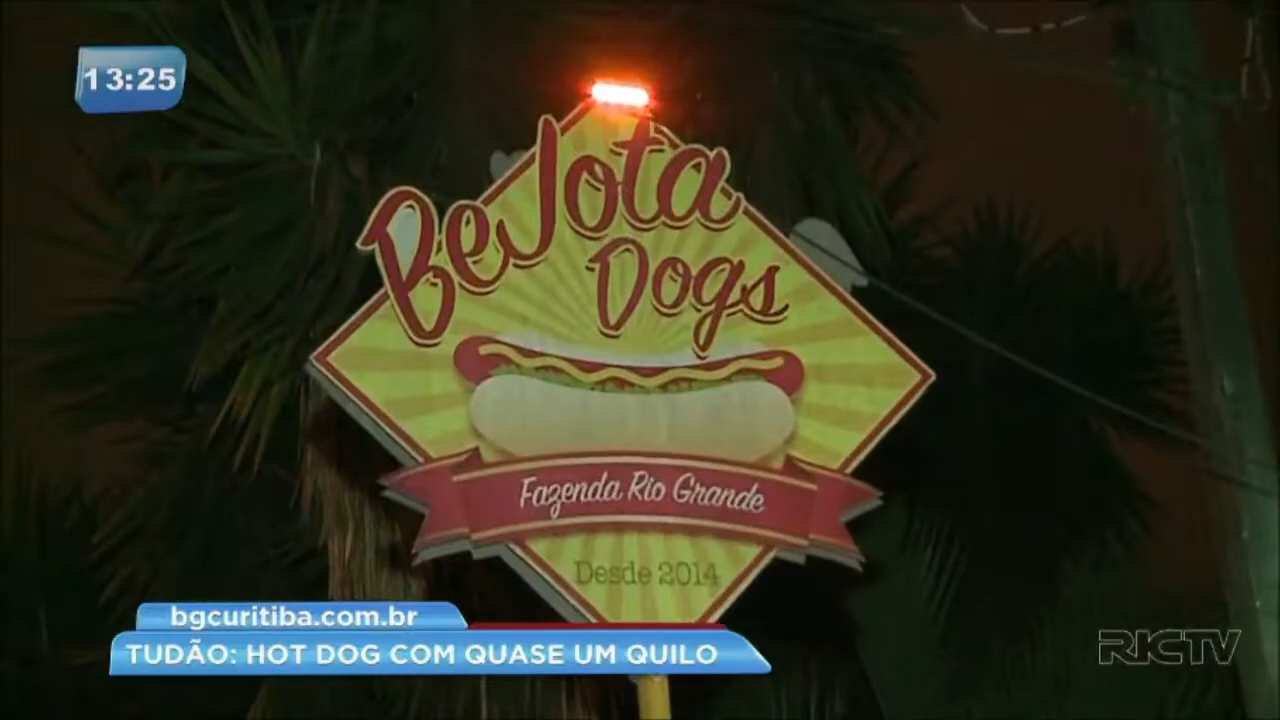 13:25
BeJota
Dogs
Fazenda Rio Grande
Desde 2014
bgcuritiba.com.br
TUDÃO: HOT DOG COM QUASE UM QUILO
RICTV